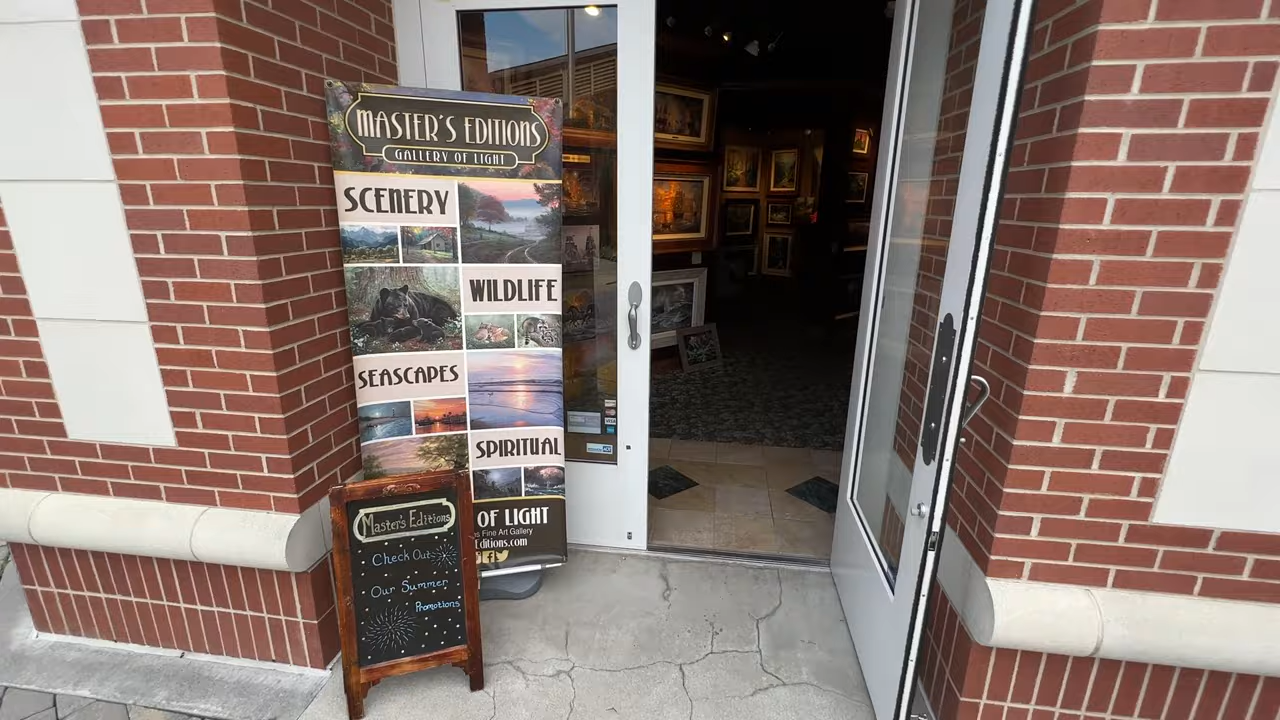 MASTER'S EDITIONS
GALLERY OF LIGHT
SCENERY
WILDLIFE
SEASCAPES
SPIRITUAL
OF LIGHT
s Fine Art Gallery
Editions.com
Master's Editions
Check Out
Our Summer
Promotions
VISA